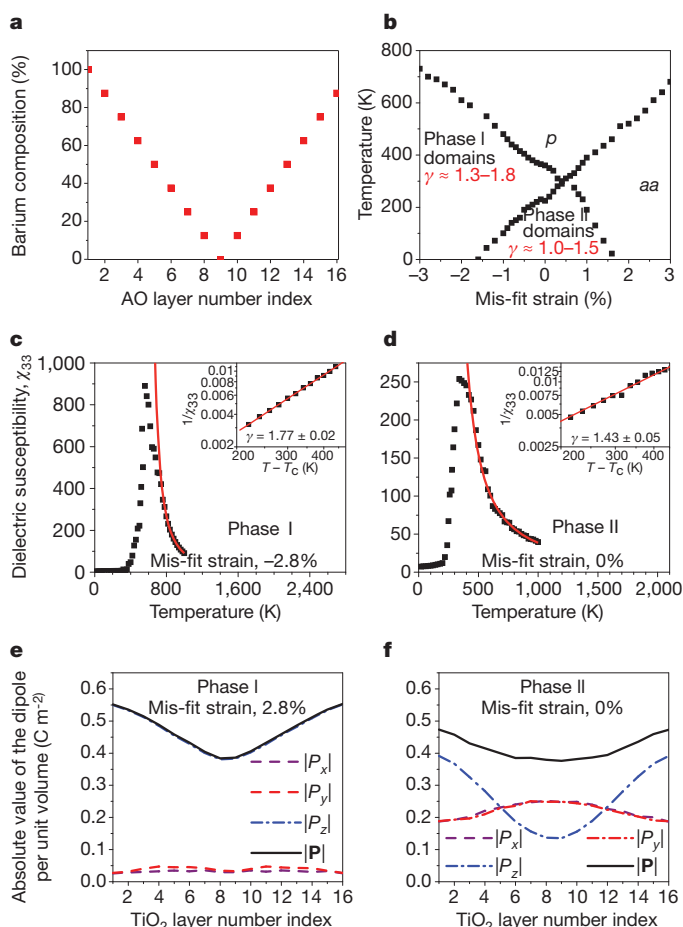 a
Barium composition (%)
100
80
60
40
20
0
2 4 6 8 10 12 14 16
AO layer number index
b
Temperature (K)
800
600
400
200
0
Phase I
domains
γ ≈ 1.3–1.8
p
aa
Phase II
domains
γ ≈ 1.0–1.5
−3 −2 −1 0 1 2 3
Mis-fit strain (%)
c
Dielectric susceptibility, χ33
1,000
800
600
400
200
0
1/χ33
0.01
0.008
0.006
0.004
0.002
γ = 1.77 ± 0.02
200 300 400
T − TC (K)
Phase I
Mis-fit strain, −2.8%
0 600 1,000 1,600 2,400
Temperature (K)
d
250
200
150
100
50
0
1/χ33
0.0125
0.01
0.0075
0.005
0.0025
γ = 1.43 ± 0.05
200 300 400
T − TC (K)
Phase II
Mis-fit strain, 0%
0 500 1,000 1,500 2,000
Temperature (K)
e
Absolute value of the dipole
per unit volume (C m−2)
0.6
0.5
0.4
0.3
0.2
0.1
0.0
Phase I
Mis-fit strain, 2.8%
|Px|
|Py|
|Pz|
|P|
2 4 6 8 10 12 14 16
TiO2 layer number index
f
0.6
0.5
0.4
0.3
0.2
0.1
0.0
Phase II
Mis-fit strain, 0%
|Px| |Py|
|Pz| |P|
2 4 6 8 10 12 14 16
TiO2 layer number index